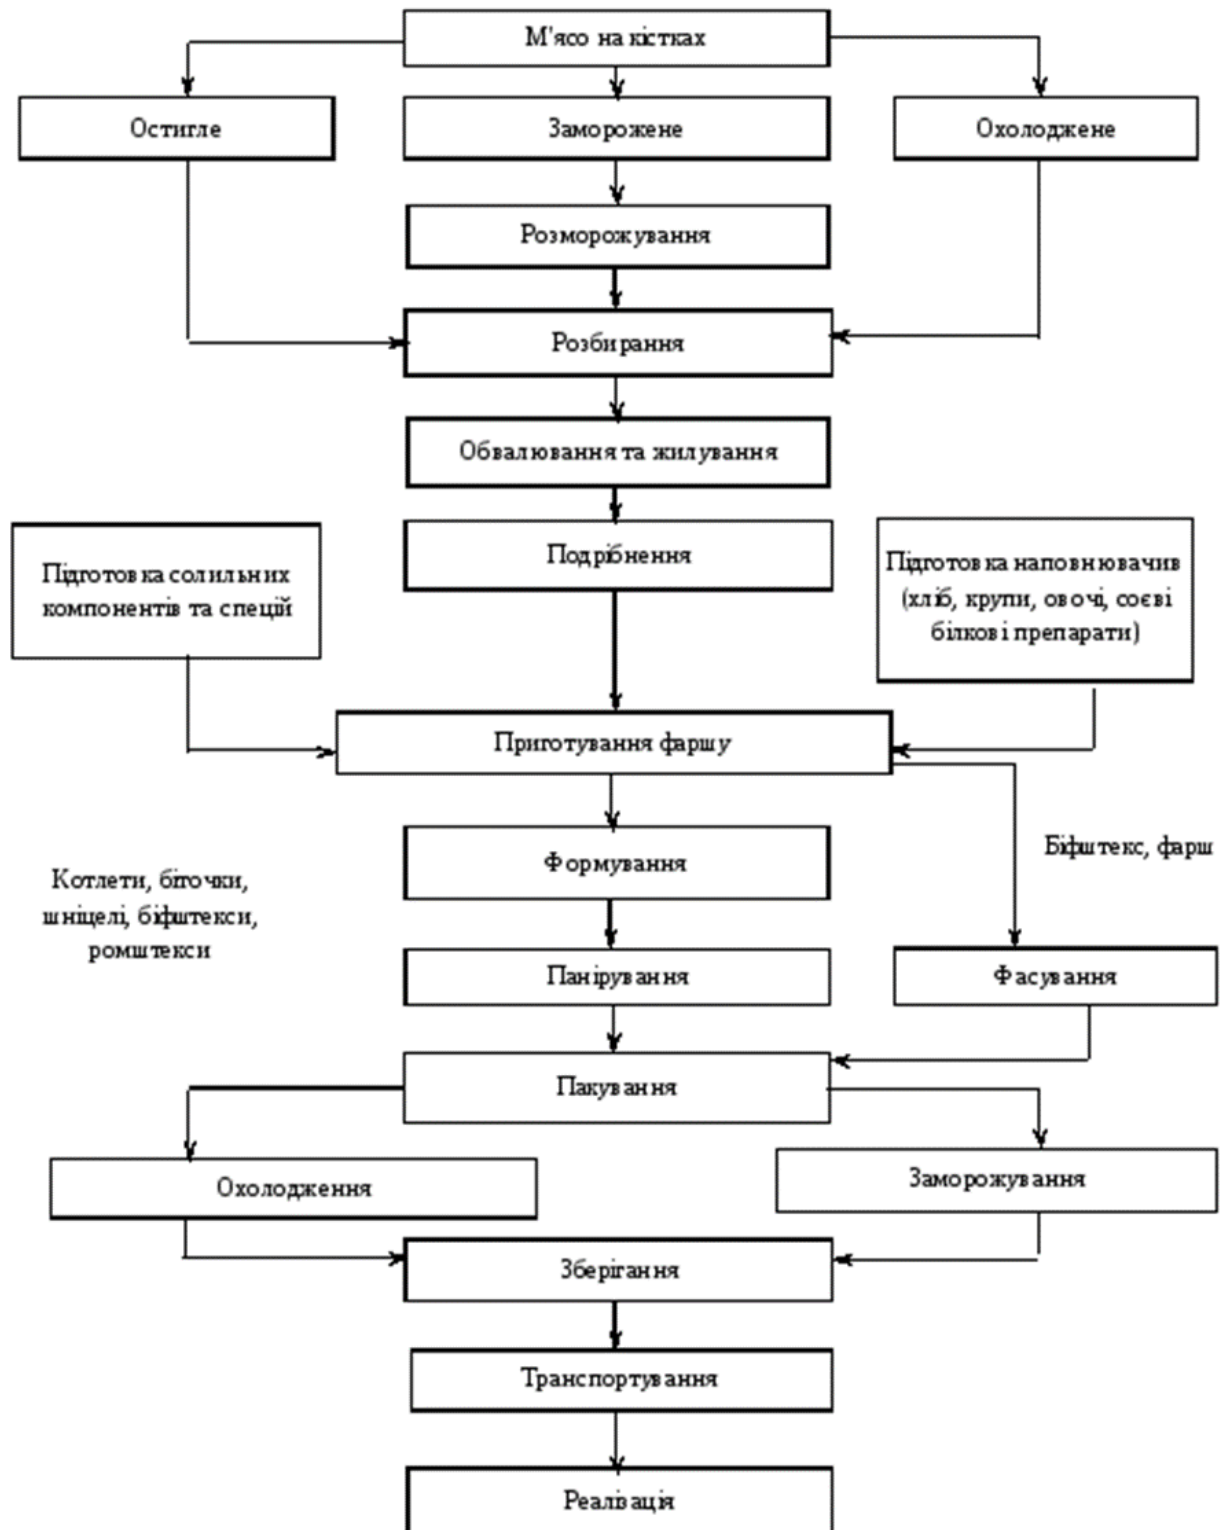 М'ясо на кістках
Остигле
Заморожене
Охолоджене
Розморожування
Розбирання
Обвалювання та жилування
Подрібнення
Підготовка солильних
компонентів та спецій
Підготовка наповнювачив
(хліб, крупи, овочі, соєві
білкові препарати)
Приготування фаршу
Формування
Біфштекс, фарш
Котлети, біточки,
шніцелі, біфштекси,
ромштекси
Панірування
Фасування
Пакування
Охолодження
Заморожування
Зберігання
Транспортування
Реалізація